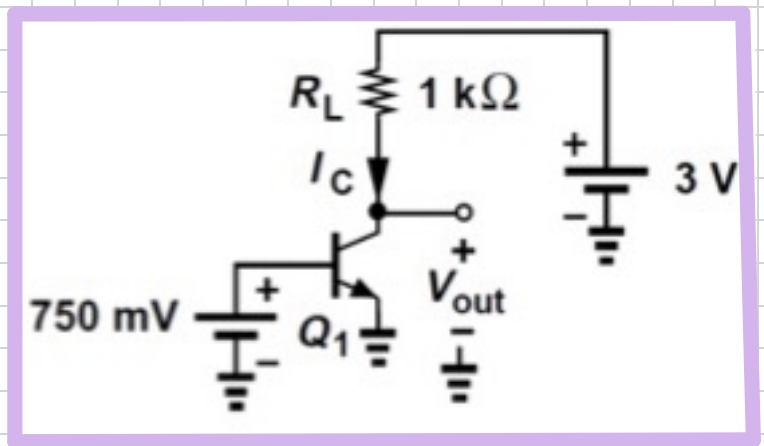 R_L 1 kΩ
I_C
+
3 V
−
+
V_out
−
750 mV
+
−
Q_1